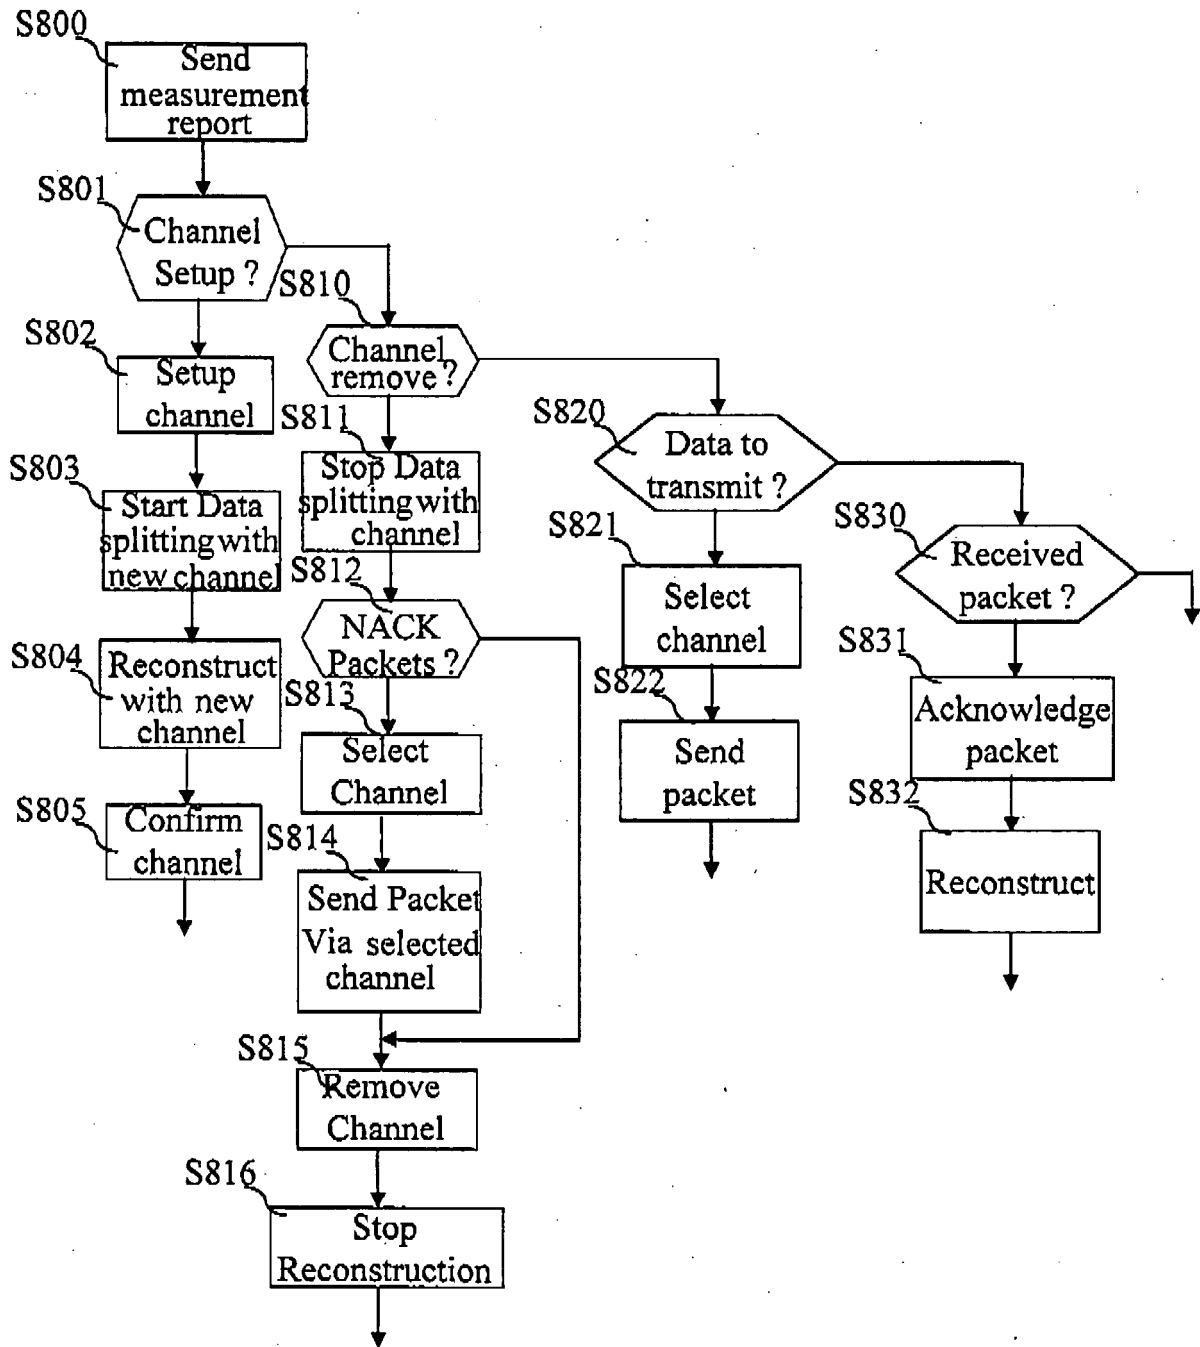 S800
Send
measurement
report
S801
Channel
Setup ?
S802
Setup
channel
S803
Start Data
splitting with
new channel
S804
Reconstruct
with new
channel
S805
Confirm
channel
S810
Channel
remove ?
S811
Stop Data
splitting with
channel
S812
NACK
Packets ?
S813
Select
Channel
S814
Send Packet
Via selected
channel
S815
Remove
Channel
S816
Stop
Reconstruction
S820
Data to
transmit ?
S821
Select
channel
S822
Send
packet
S830
Received
packet ?
S831
Acknowledge
packet
S832
Reconstruct